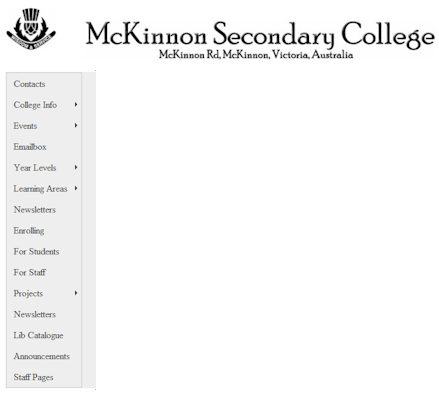 McKinnon Secondary College
McKinnon Rd, McKinnon, Victoria, Australia
Contacts
College Info
Events
Emailbox
Year Levels
Learning Areas
Newsletters
Enrolling
For Students
For Staff
Projects
Newsletters
Lib Catalogue
Announcements
Staff Pages